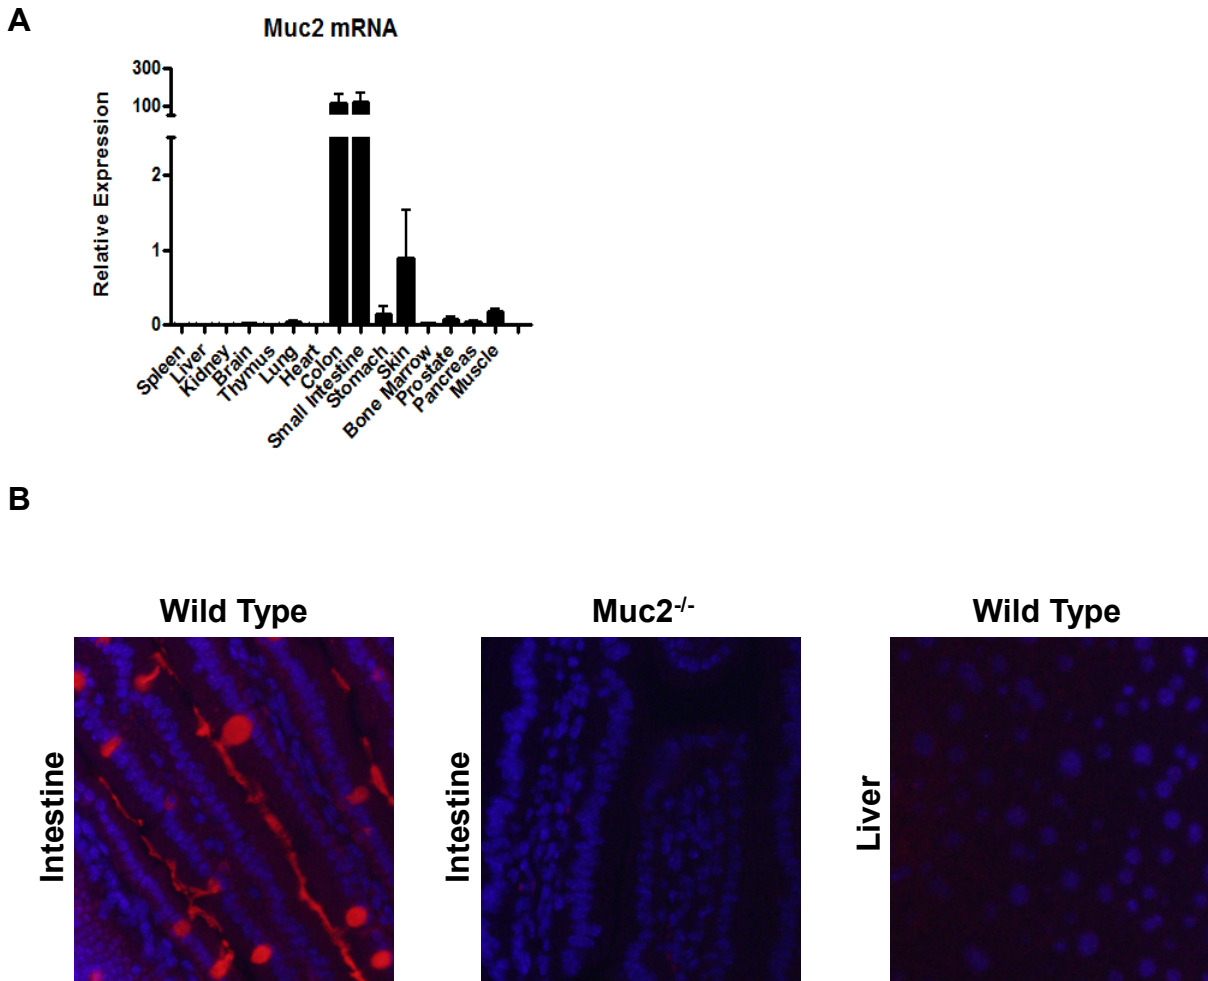 A
Muc2 mRNA
Relative Expression
300
100
2
1
0
Spleen
Liver
Kidney
Brain
Thymus
Lung
Heart
Colon
Small Intestine
Stomach
Skin
Bone Marrow
Prostate
Pancreas
Muscle
B
Wild Type
Muc2-/-
Wild Type
Intestine
Intestine
Liver